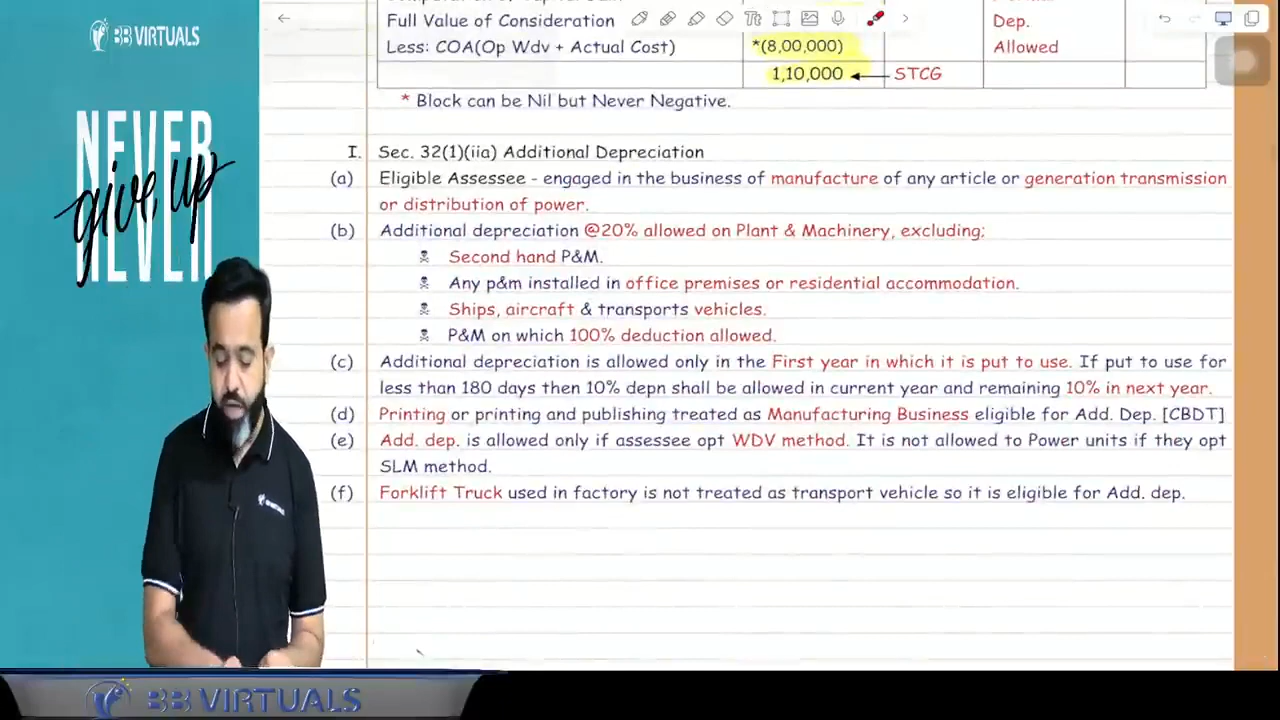 BB VIRTUALS
NEVER
give up
NEVER
Full Value of Consideration
Dep.
Less: COA(Op Wdv + Actual Cost)
*(8,00,000)
Allowed
1,10,000
STCG
* Block can be Nil but Never Negative.
I. Sec. 32(1)(iia) Additional Depreciation
(a) Eligible Assessee - engaged in the business of manufacture of any article or generation transmission
or distribution of power.
(b) Additional depreciation @20% allowed on Plant & Machinery, excluding;
Second hand P&M.
Any p&m installed in office premises or residential accommodation.
Ships, aircraft & transports vehicles.
P&M on which 100% deduction allowed.
(c) Additional depreciation is allowed only in the First year in which it is put to use. If put to use for
less than 180 days then 10% depn shall be allowed in current year and remaining 10% in next year.
(d) Printing or printing and publishing treated as Manufacturing Business eligible for Add. Dep. [CBDT]
(e) Add. dep. is allowed only if assessee opt WDV method. It is not allowed to Power units if they opt
SLM method.
(f) Forklift Truck used in factory is not treated as transport vehicle so it is eligible for Add. dep.
BB VIRTUALS